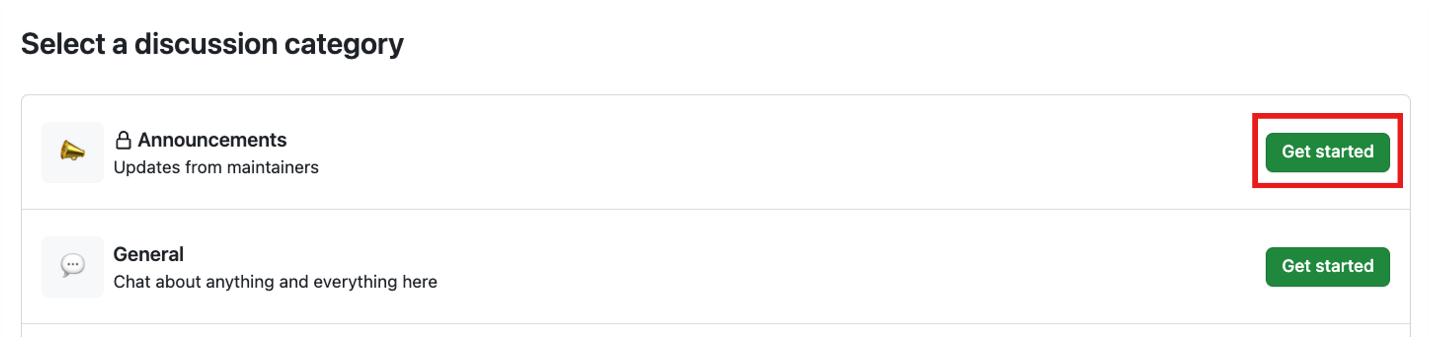 Select a discussion category
Announcements
Updates from maintainers
Get started
General
Chat about anything and everything here
Get started